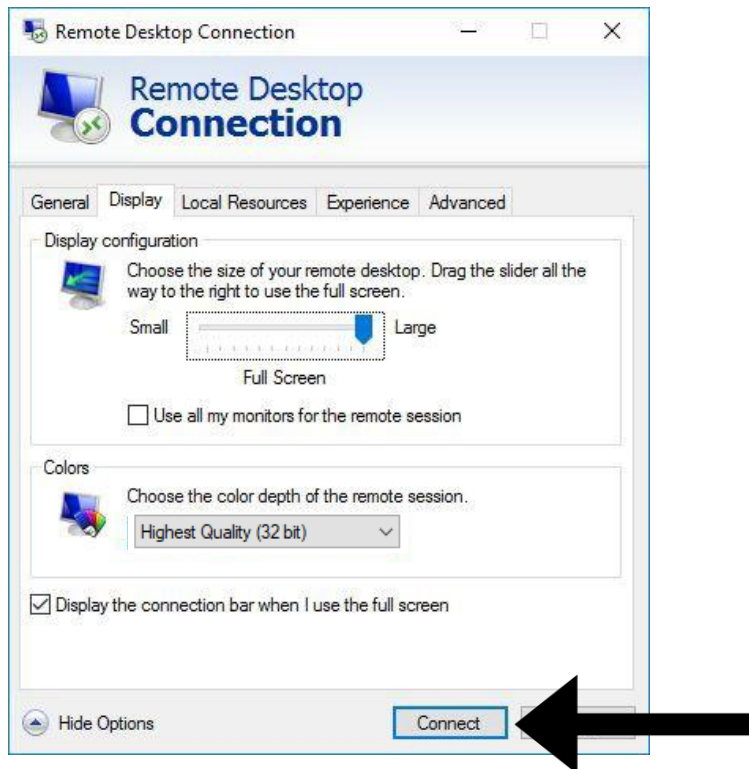 Remote Desktop Connection
Remote Desktop
Connection
General Display Local Resources Experience Advanced
Display configuration
Choose the size of your remote desktop. Drag the slider all the
way to the right to use the full screen.
Small Large
Full Screen
Use all my monitors for the remote session
Colors
Choose the color depth of the remote session.
Highest Quality (32 bit)
Display the connection bar when I use the full screen
Hide Options Connect